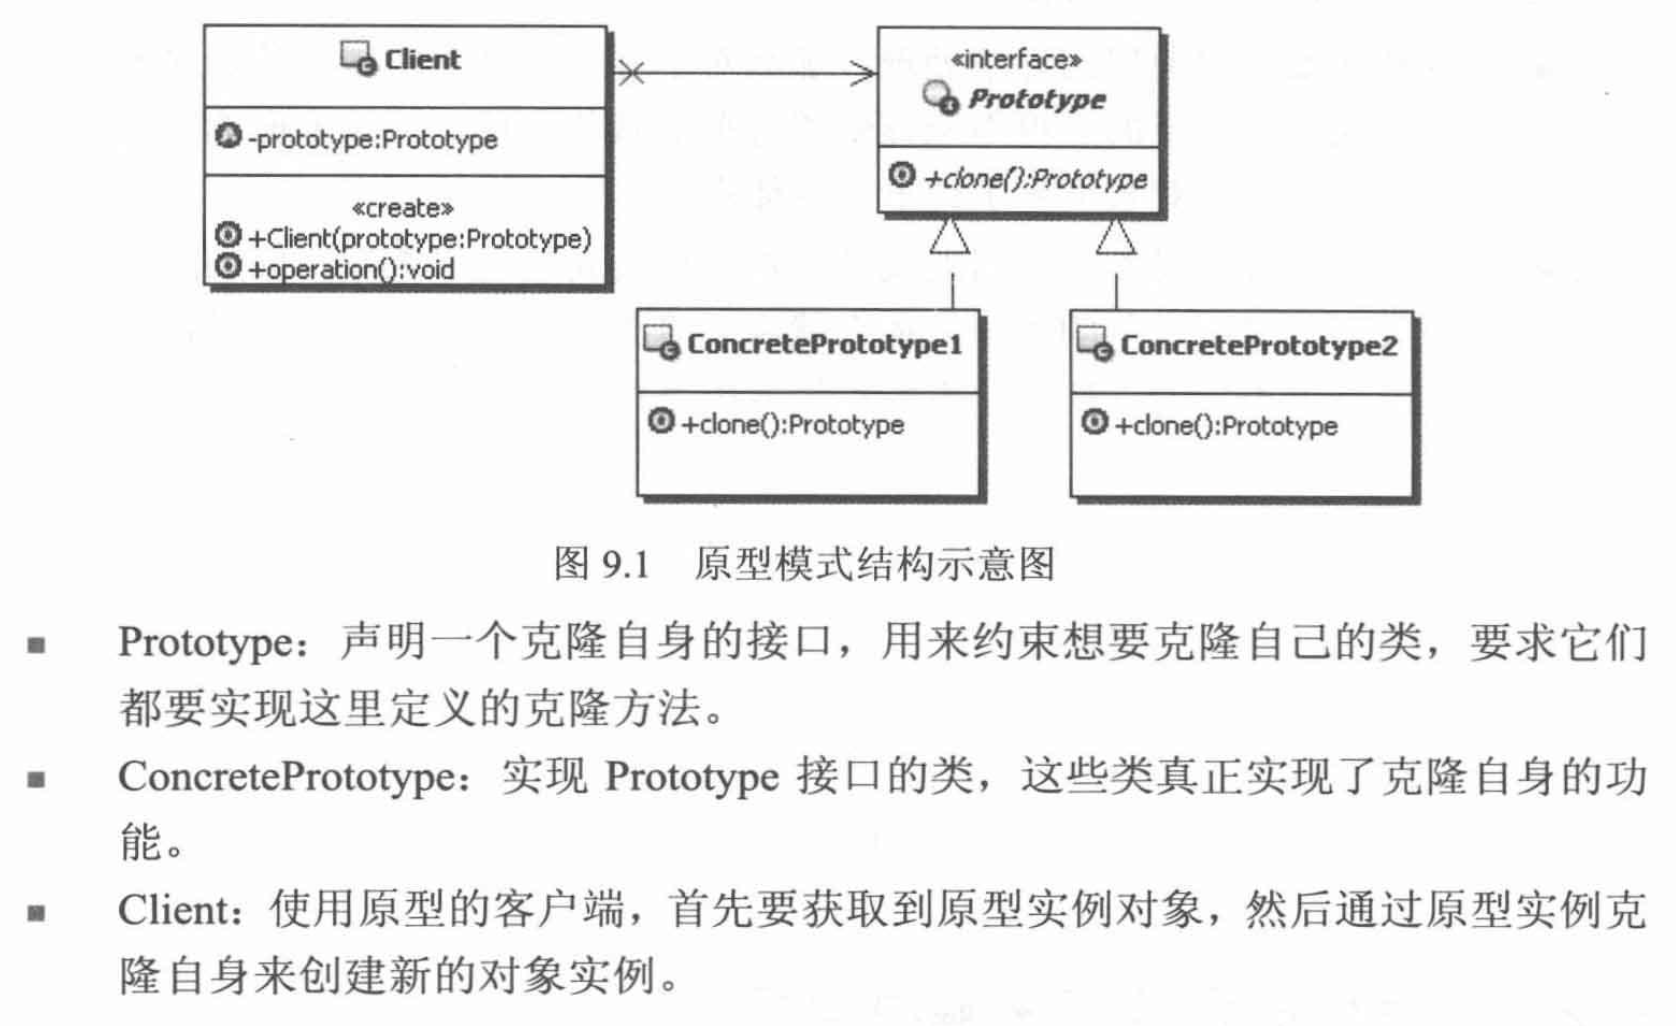 Client
-prototype:Prototype
«create»
+Client(prototype:Prototype)
+operation():void
«interface»
Prototype
+clone():Prototype
ConcretePrototype1
+clone():Prototype
ConcretePrototype2
+clone():Prototype
图 9.1 原型模式结构示意图
Prototype：声明一个克隆自身的接口，用来约束想要克隆自己的类，要求它们
都要实现这里定义的克隆方法。
ConcretePrototype：实现 Prototype 接口的类，这些类真正实现了克隆自身的功
能。
Client：使用原型的客户端，首先要获取到原型实例对象，然后通过原型实例克
隆自身来创建新的对象实例。